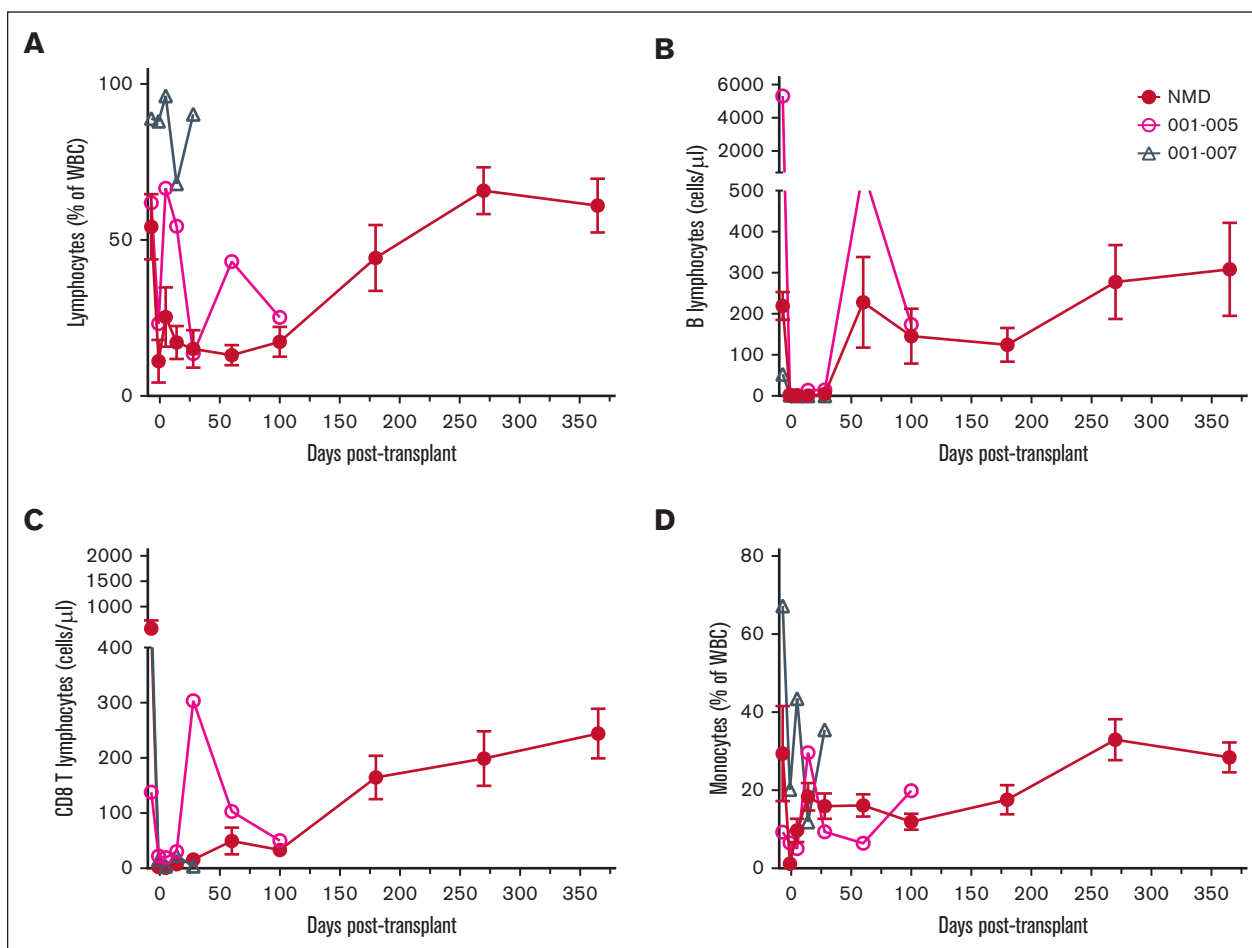 A
Lymphocytes (% of WBC)
100
50
0
0 50 100 150 200 250 300 350
Days post-transplant
B
B lymphocytes (cells/µl)
6000
4000
2000
500
400
300
200
100
0
0 50 100 150 200 250 300 350
Days post-transplant
NMD
001-005
001-007
C
CD8 T lymphocytes (cells/µl)
2000
1500
1000
400
300
200
100
0
0 50 100 150 200 250 300 350
Days post-transplant
D
Monocytes (% of WBC)
80
60
40
20
0
0 50 100 150 200 250 300 350
Days post-transplant